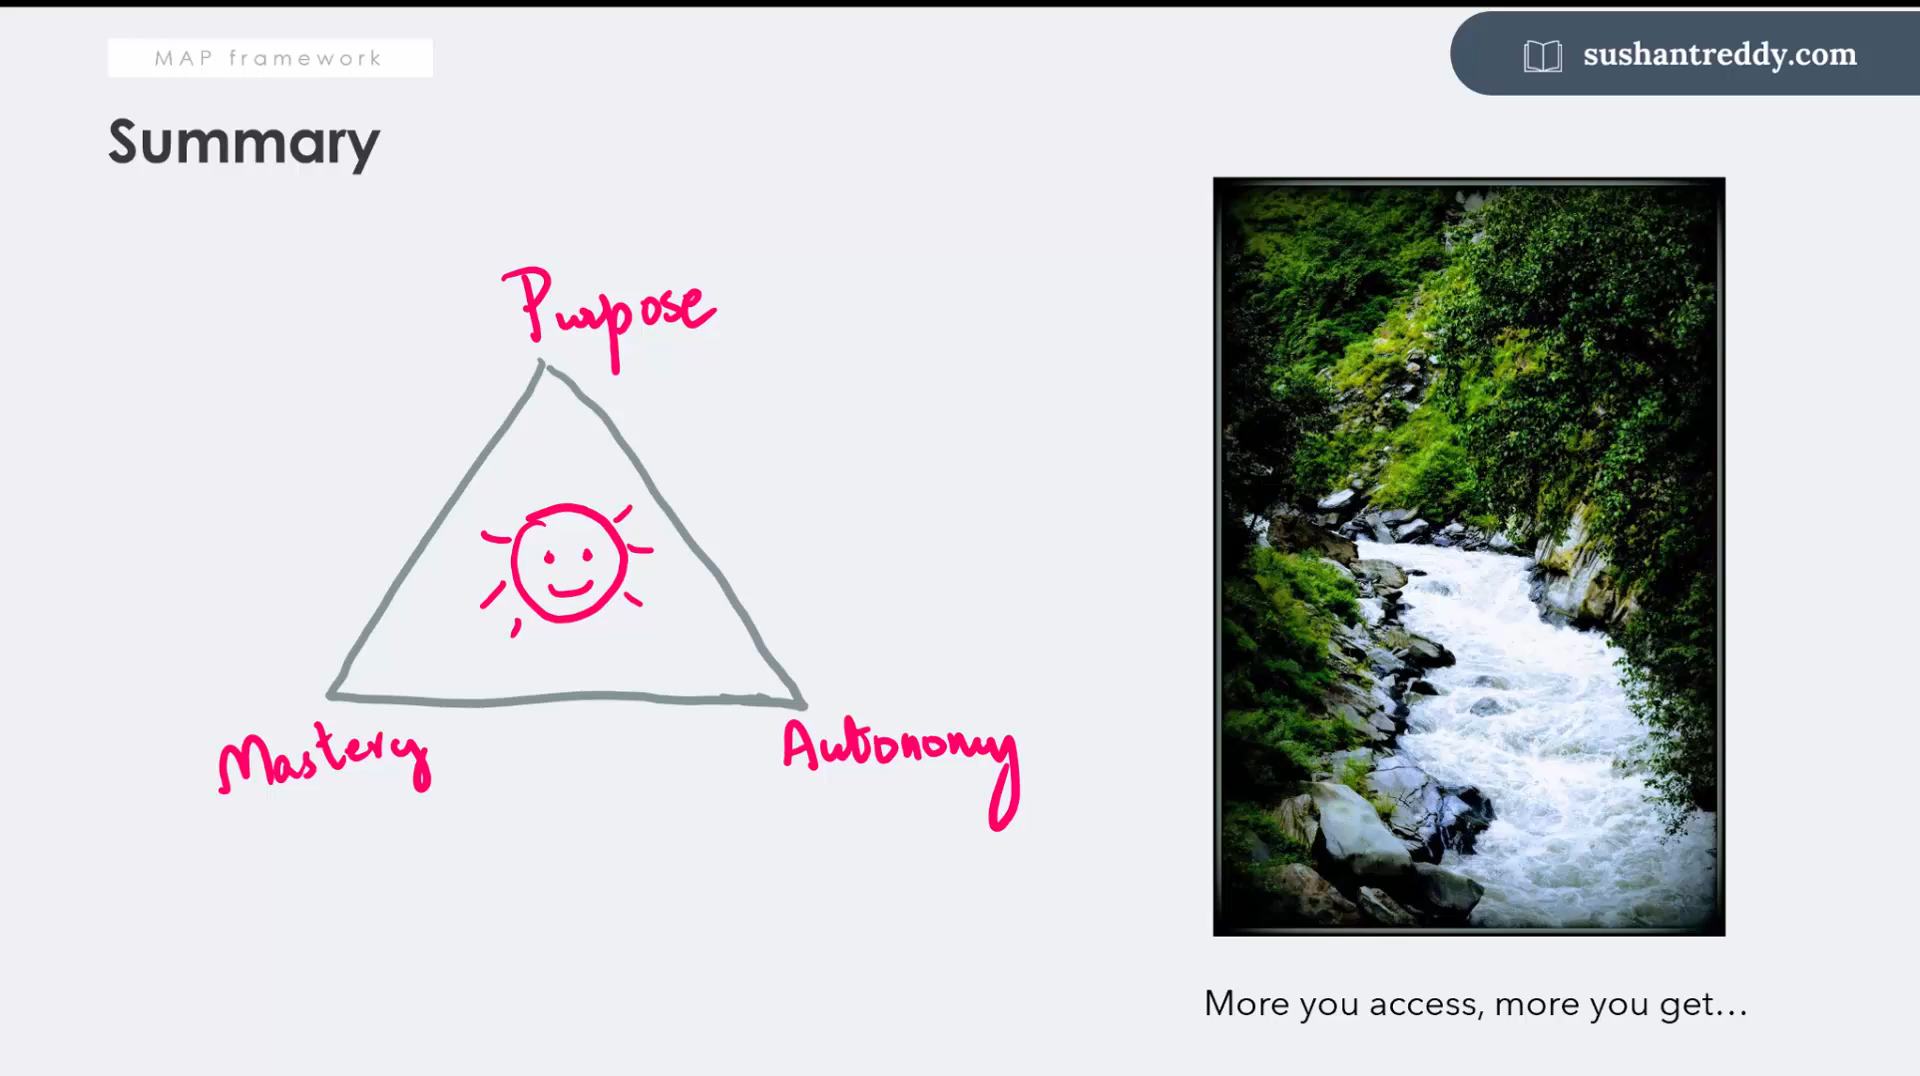 MAP framework
sushantreddy.com
Summary
Purpose
Mastery
Autonomy
More you access, more you get...